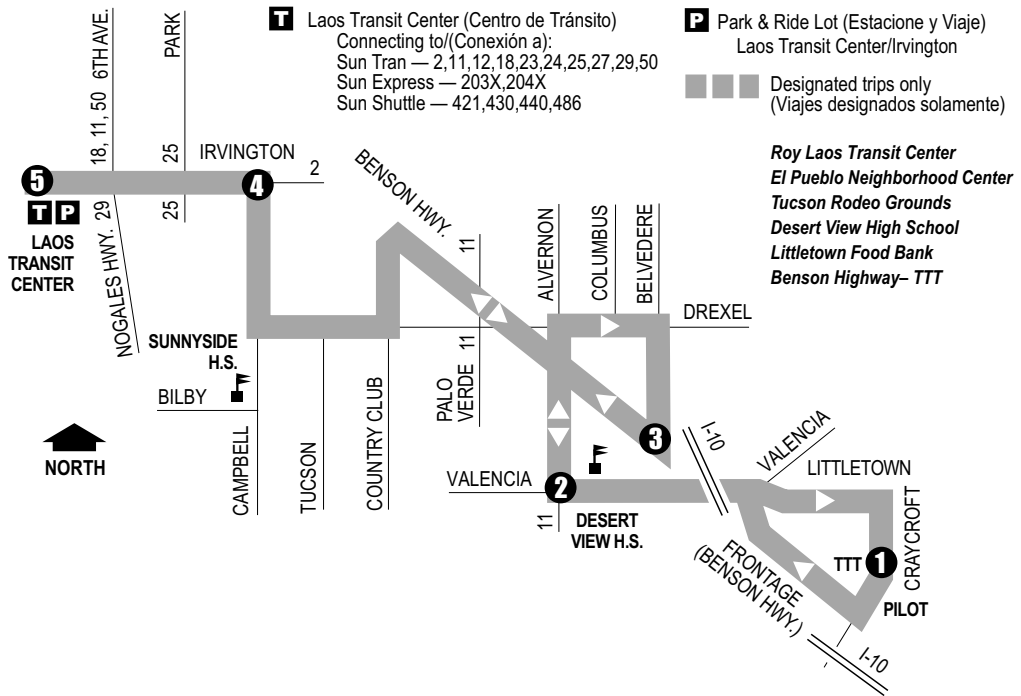 T Laos Transit Center (Centro de Tránsito)
Connecting to/(Conexión a):
Sun Tran — 2,11,12,18,23,24,25,27,29,50
Sun Express — 203X,204X
Sun Shuttle — 421,430,440,486
P Park & Ride Lot (Estacione y Viaje)
Laos Transit Center/Irvington
Designated trips only
(Viajes designados solamente)
Roy Laos Transit Center
El Pueblo Neighborhood Center
Tucson Rodeo Grounds
Desert View High School
Littletown Food Bank
Benson Highway– TTT
18, 11, 50 6TH AVE.
PARK
25
IRVINGTON
2
5
4
T P
LAOS
TRANSIT
CENTER
29
NOGALES HWY.
25
BENSON HWY.
11
ALVERNON
COLUMBUS
BELVEDERE
DREXEL
SUNNYSIDE
H.S.
BILBY
11
PALO
VERDE
NORTH
CAMPBELL
TUCSON
COUNTRY CLUB
3
I-10
VALENCIA
2
11
DESERT
VIEW H.S.
VALENCIA
LITTLETOWN
CRAYCROFT
TTT
1
PILOT
FRONTAGE
(BENSON HWY.)
I-10